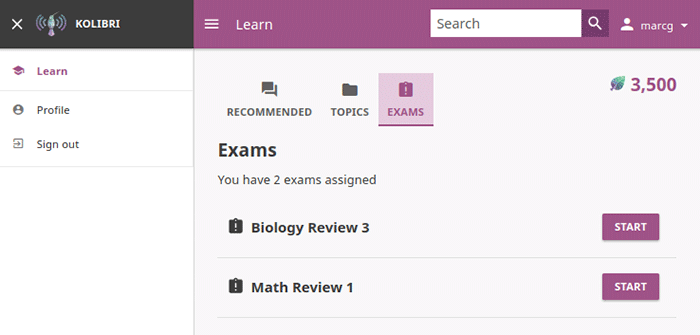 KOLIBRI
Learn
Search
marcg
Learn
Profile
Sign out
RECOMMENDED
TOPICS
EXAMS
3,500
Exams
You have 2 exams assigned
Biology Review 3
START
Math Review 1
START